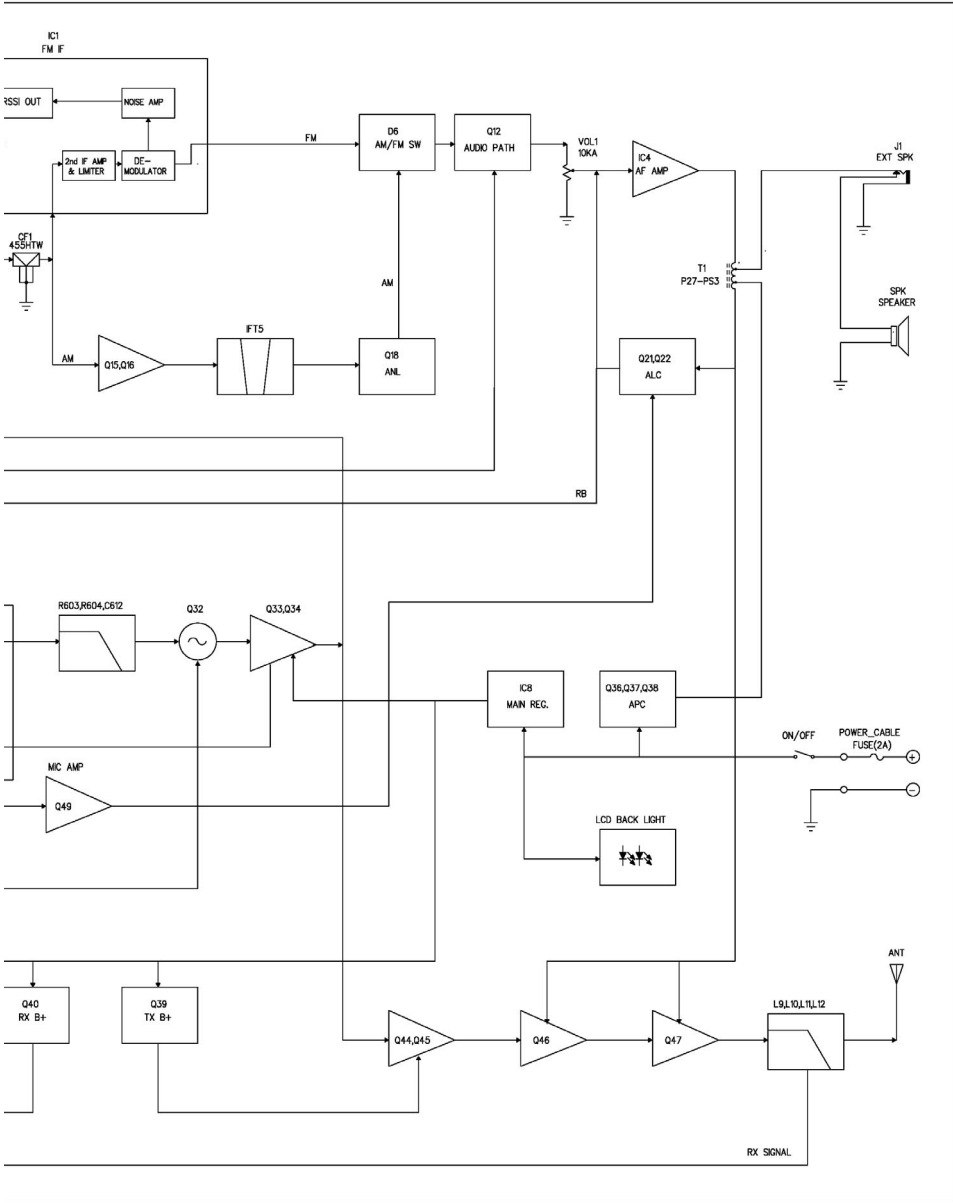 IC1
FM IF
RSSI OUT
NOISE AMP
2nd IF AMP
& LIMITER
DE-
MODULATOR
FM
D6
AM/FM SW
Q12
AUDIO PATH
VOL1
10KA
IC4
AF AMP
J1
EXT SPK
CF1
455HTW
AM
T1
P27-PS3
SPK
SPEAKER
AM
Q15,Q16
IFT5
Q18
ANL
Q21,Q22
ALC
RB
R603,R604,C612
Q32
Q33,Q34
IC8
MAIN REG.
Q36,Q37,Q38
APC
ON/OFF
POWER_CABLE
FUSE(2A)
MIC AMP
Q49
LCD BACK LIGHT
ANT
Q40
RX B+
Q39
TX B+
Q44,Q45
Q46
Q47
L9,L10,L11,L12
RX SIGNAL